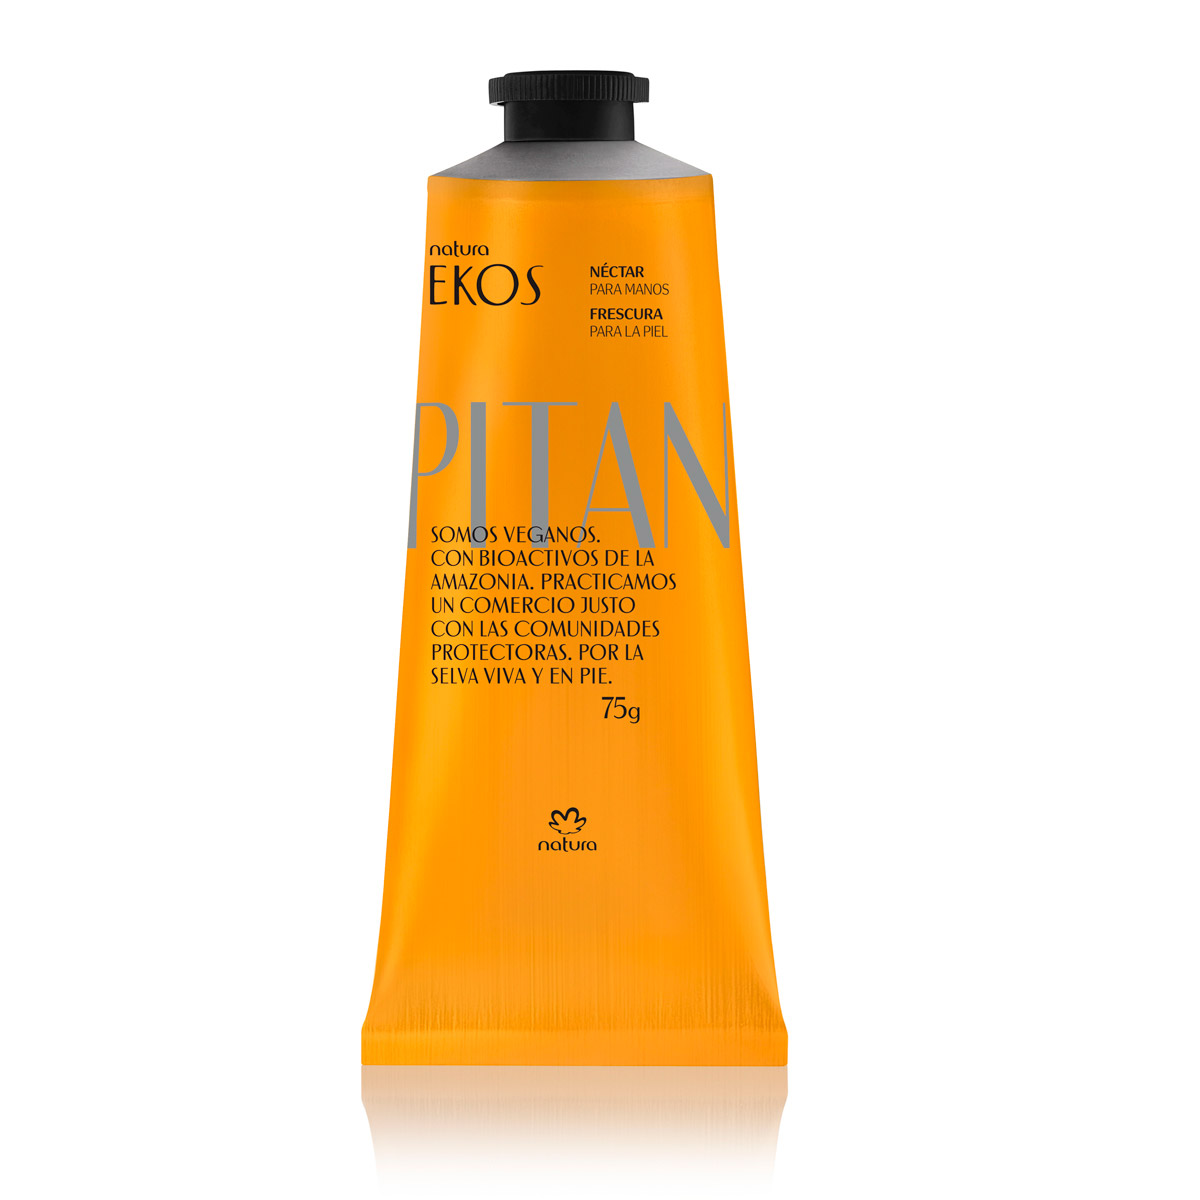 natura
EKOS
NÉCTAR
PARA MANOS
FRESCURA
PARA LA PIEL
PITAN
SOMOS VEGANOS.
CON BIOACTIVOS DE LA
AMAZONIA. PRACTICAMOS
UN COMERCIO JUSTO
CON LAS COMUNIDADES
PROTECTORAS. POR LA
SELVA VIVA Y EN PIE.
75g
natura